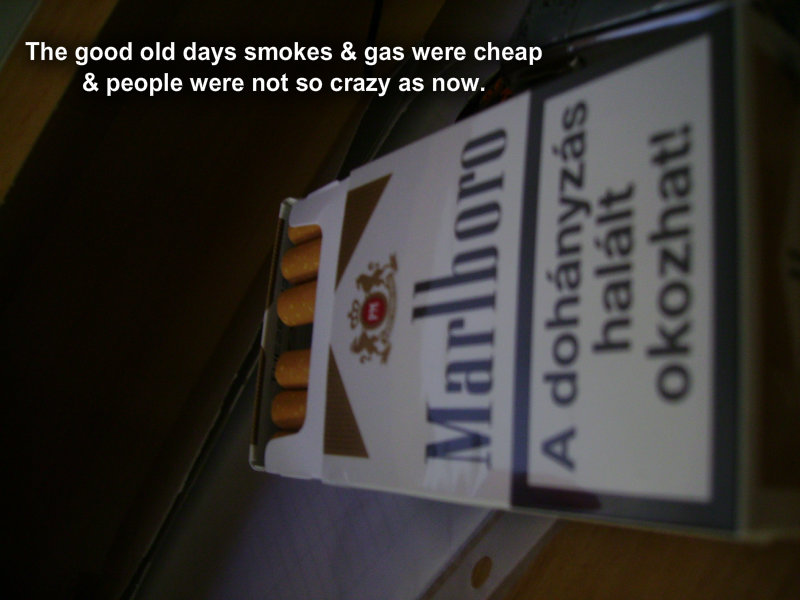 The good old days smokes & gas were cheap
& people were not so crazy as now.
Marlboro
PM
A dohányzás
halált
okozhat!